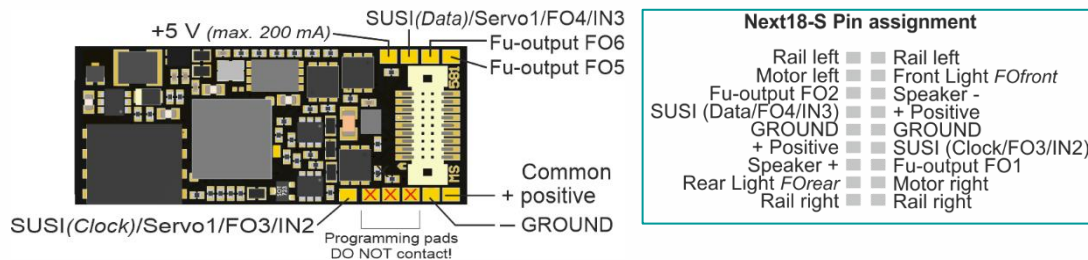 SUSI(Data)/Servo1/FO4/IN3
+5 V (max. 200 mA)
Fu-output FO6
Fu-output FO5
581
MS
Common
+ positive
– GROUND
SUSI(Clock)/Servo1/FO3/IN2
Programming pads
DO NOT contact!
Next18-S Pin assignment
Rail left Rail left
Motor left Front Light FOfront
Fu-output FO2 Speaker -
SUSI (Data/FO4/IN3) + Positive
GROUND GROUND
+ Positive SUSI (Clock/FO3/IN2)
Speaker + Fu-output FO1
Rear Light FOrear Motor right
Rail right Rail right